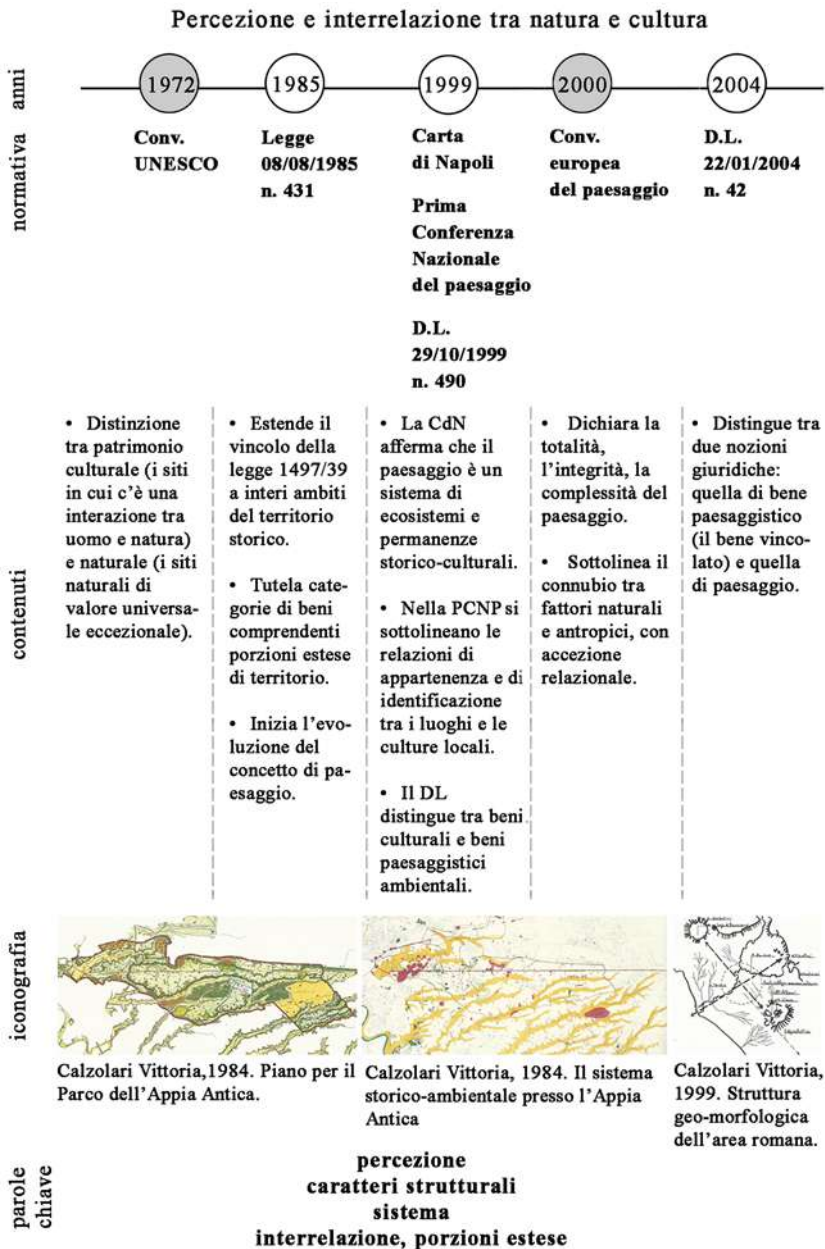 Percezione e interrelazione tra natura e cultura
anni
1972
1985
1999
2000
2004
normativa
Conv.
UNESCO
Legge
08/08/1985
n. 431
Carta
di Napoli
Prima
Conferenza
Nazionale
del paesaggio
D.L.
29/10/1999
n. 490
Conv.
europea
del paesaggio
D.L.
22/01/2004
n. 42
contenuti
• Distinzione
tra patrimonio
culturale (i siti
in cui c'è una
interazione tra
uomo e natura)
e naturale (i siti
naturali di
valore universa-
le eccezionale).
• Estende il
vincolo della
legge 1497/39
a interi ambiti
del territorio
storico.
• Tutela cate-
gorie di beni
comprendenti
porzioni estese
di territorio.
• Inizia l'evo-
luzione del
concetto di pa-
esaggio.
• La CdN
afferma che il
paesaggio è un
sistema di
ecosistemi e
permanenze
storico-culturali.
• Nella PCNP si
sottolineano le
relazioni di
appartenenza e di
identificazione
tra i luoghi e le
culture locali.
• Il DL
distingue tra beni
culturali e beni
paesaggistici
ambientali.
• Dichiara la
totalità,
l'integrità, la
complessità del
paesaggio.
• Sottolinea il
connubio tra
fattori naturali
e antropici, con
accezione
relazionale.
• Distingue tra
due nozioni
giuridiche:
quella di bene
paesaggistico
(il bene vinco-
lato) e quella
di paesaggio.
iconografia
Calzolari Vittoria,1984. Piano per il
Parco dell'Appia Antica.
Calzolari Vittoria, 1984. Il sistema
storico-ambientale presso l'Appia
Antica
Calzolari Vittoria,
1999. Struttura
geo-morfologica
dell'area romana.
parole
chiave
percezione
caratteri strutturali
sistema
interrelazione, porzioni estese